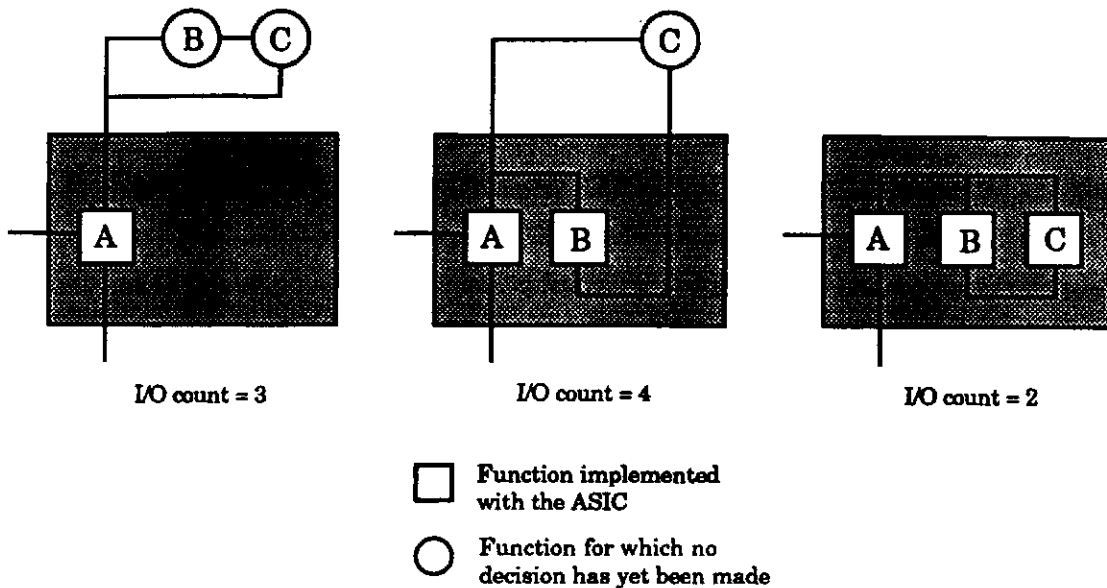 B C
C
A
A B
A B C
I/O count = 3
I/O count = 4
I/O count = 2
Function implemented
with the ASIC
Function for which no
decision has yet been made